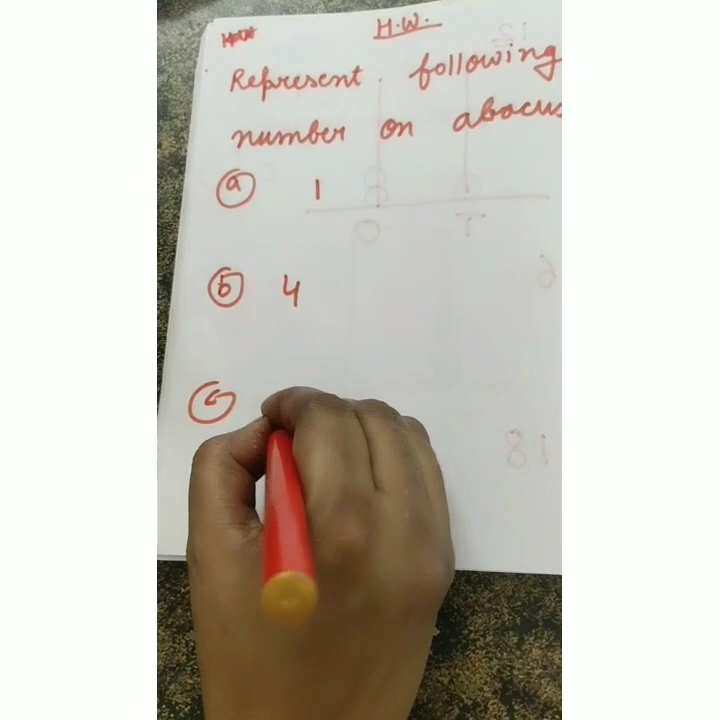 H.W.
Represent following
number on abacus
(a) 1
(b) 4
(c)